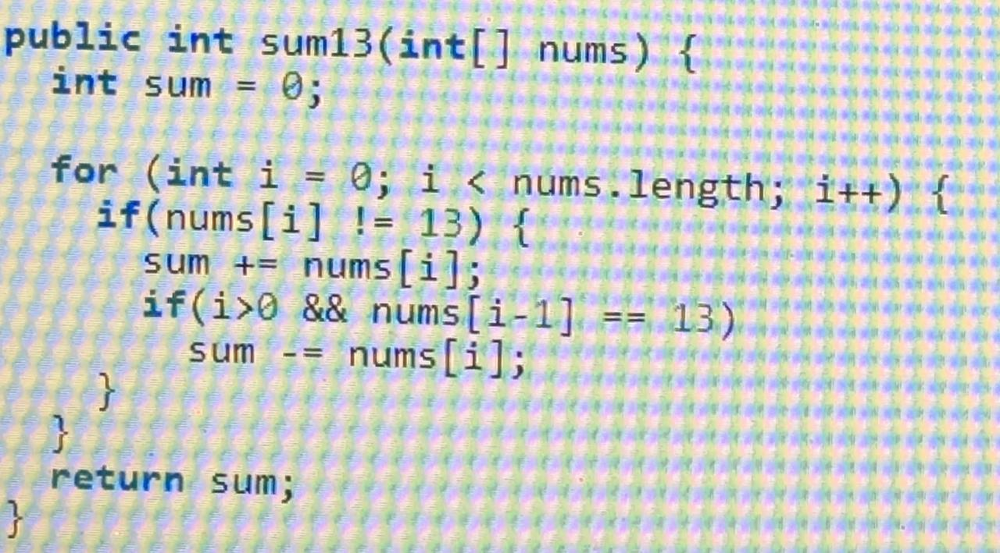 public int sum13(int[] nums) {
int sum = 0;
for (int i = 0; i < nums.length; i++) {
if(nums[i] != 13) {
sum += nums[i];
if(i>0 && nums[i-1] == 13)
sum -= nums[i];
}
}
return sum;
}